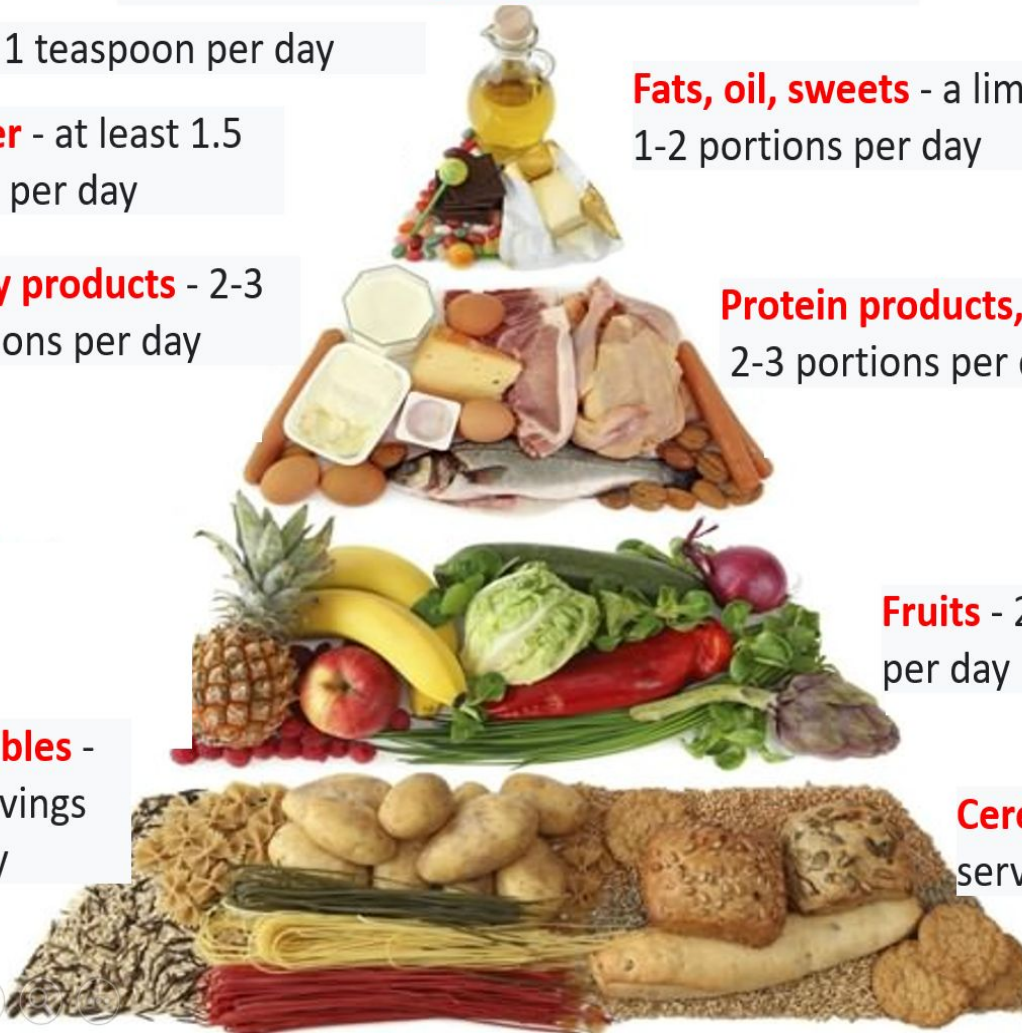 1 teaspoon per day
er - at least 1.5
per day
y products - 2-3
ons per day
Fats, oil, sweets - a lim
1-2 portions per day
Protein products,
2-3 portions per
Fruits - 2
per day
bles -
vings
y
Cere
serv